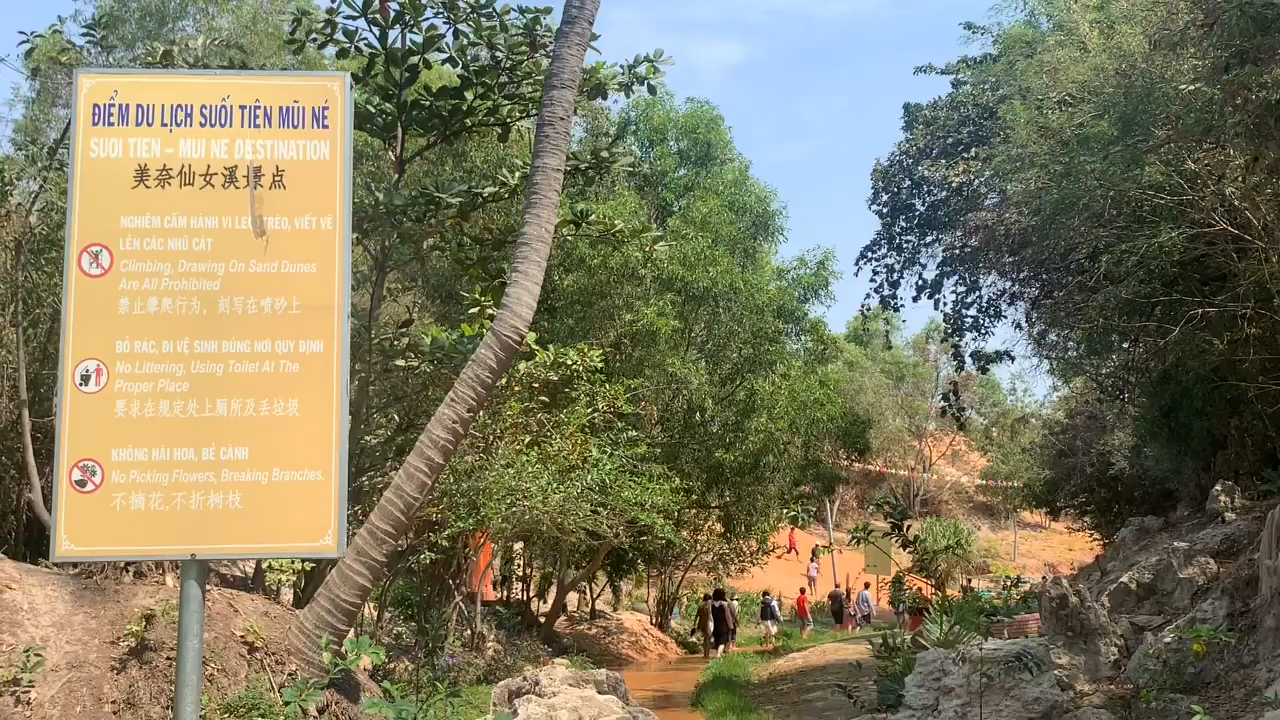 ĐIỂM DU LỊCH SUỐI TIÊN MŨI NÉ
SUOI TIEN – MUI NE DESTINATION
美奈仙女溪景点
NGHIÊM CẤM HÀNH VI LEO TRÈO, VIẾT VẼ
LÊN CÁC NHŨ CÁT
Climbing, Drawing On Sand Dunes
Are All Prohibited
禁止攀爬行为，刻写在喷砂上
BỎ RÁC, ĐI VỆ SINH ĐÚNG NƠI QUY ĐỊNH
No Littering, Using Toilet At The
Proper Place
要求在规定处上厕所及丢垃圾
KHÔNG HÁI HOA, BẺ CÀNH
No Picking Flowers, Breaking Branches.
不摘花,不折树枝